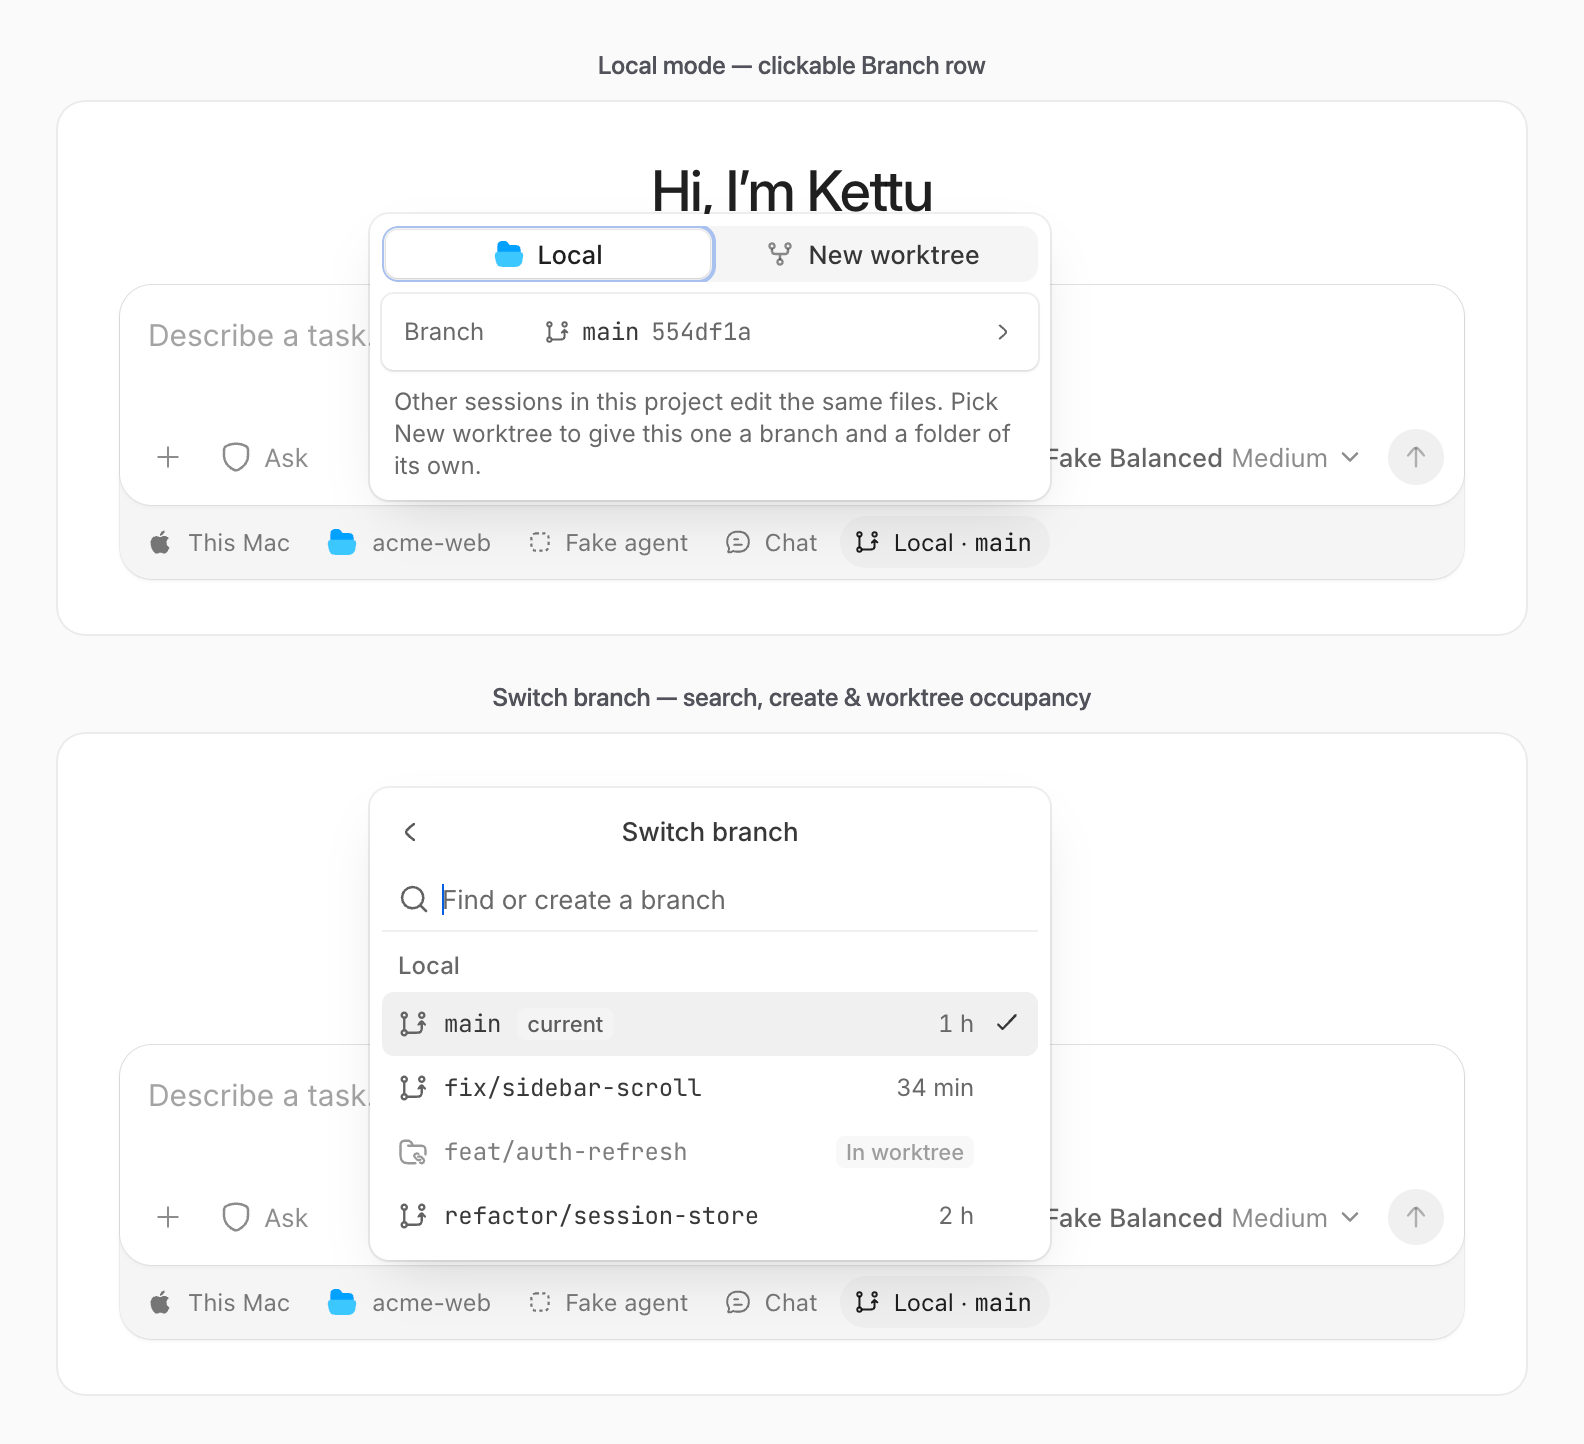 Local mode — clickable Branch row
Hi, I'm Kettu
Local
New worktree
Branch
main 554df1a
Describe a task.
Other sessions in this project edit the same files. Pick
New worktree to give this one a branch and a folder of
its own.
Ask
Fake Balanced Medium
This Mac
acme-web
Fake agent
Chat
Local · main
Switch branch — search, create & worktree occupancy
Switch branch
Find or create a branch
Local
main current 1 h
fix/sidebar-scroll 34 min
Describe a task.
feat/auth-refresh In worktree
refactor/session-store 2 h
Ask
Fake Balanced Medium
This Mac
acme-web
Fake agent
Chat
Local · main